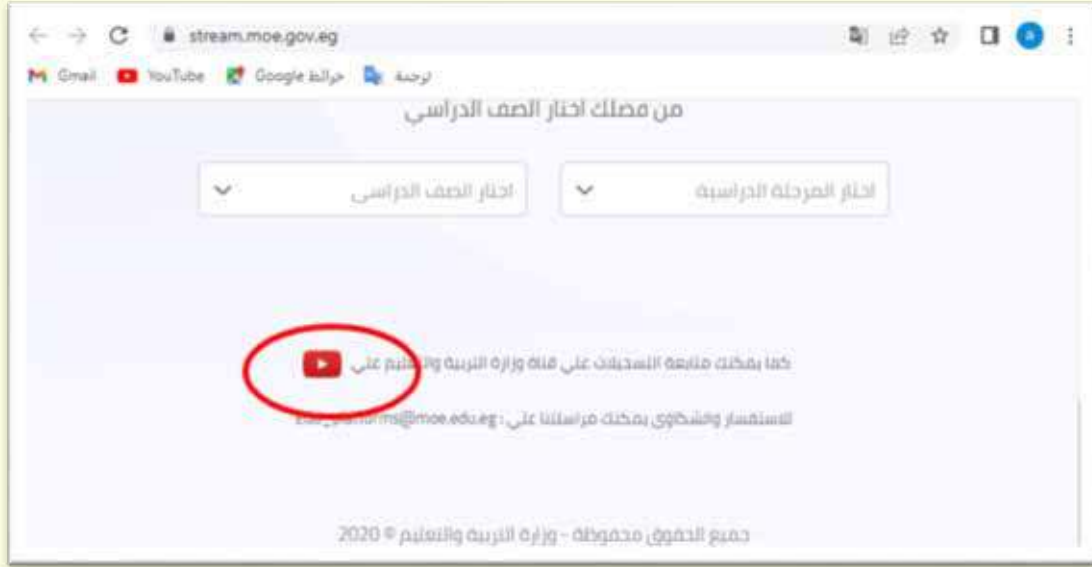 stream.moe.gov.eg
Gmail YouTube خرائط Google ترجمة
من فضلك اختار الصف الدراسي
اختار المرحلة الدراسية اختار الصف الدراسى
كما يمكنك متابعة التسجيلات على قناة وزارة التربية والتعليم على
للاستفسار والشكاوى يمكنك مراسلتنا على : @moe.edu.eg
جميع الحقوق محفوظة - وزارة التربية والتعليم © 2020